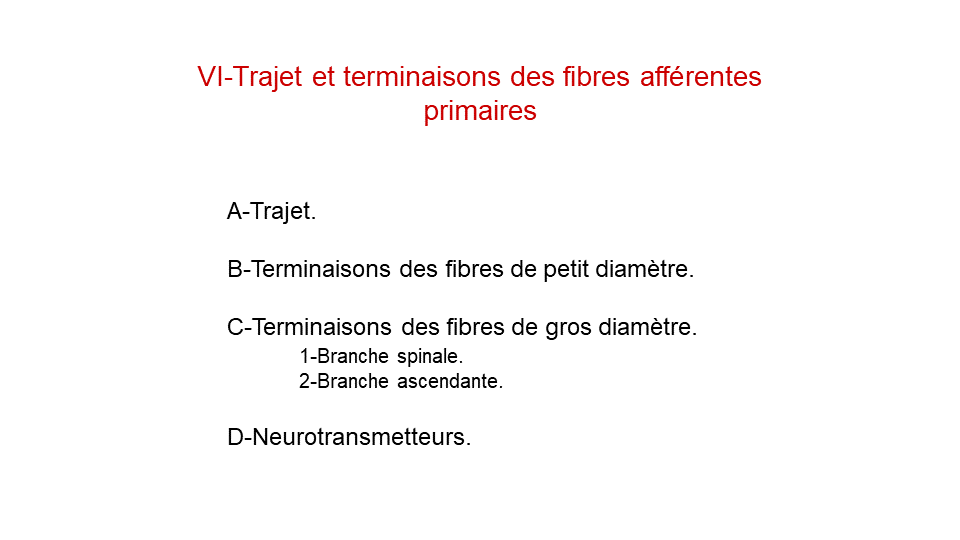 VI-Trajet et terminaisons des fibres afférentes
primaires
A-Trajet.
B-Terminaisons des fibres de petit diamètre.
C-Terminaisons des fibres de gros diamètre.
1-Branche spinale.
2-Branche ascendante.
D-Neurotransmetteurs.